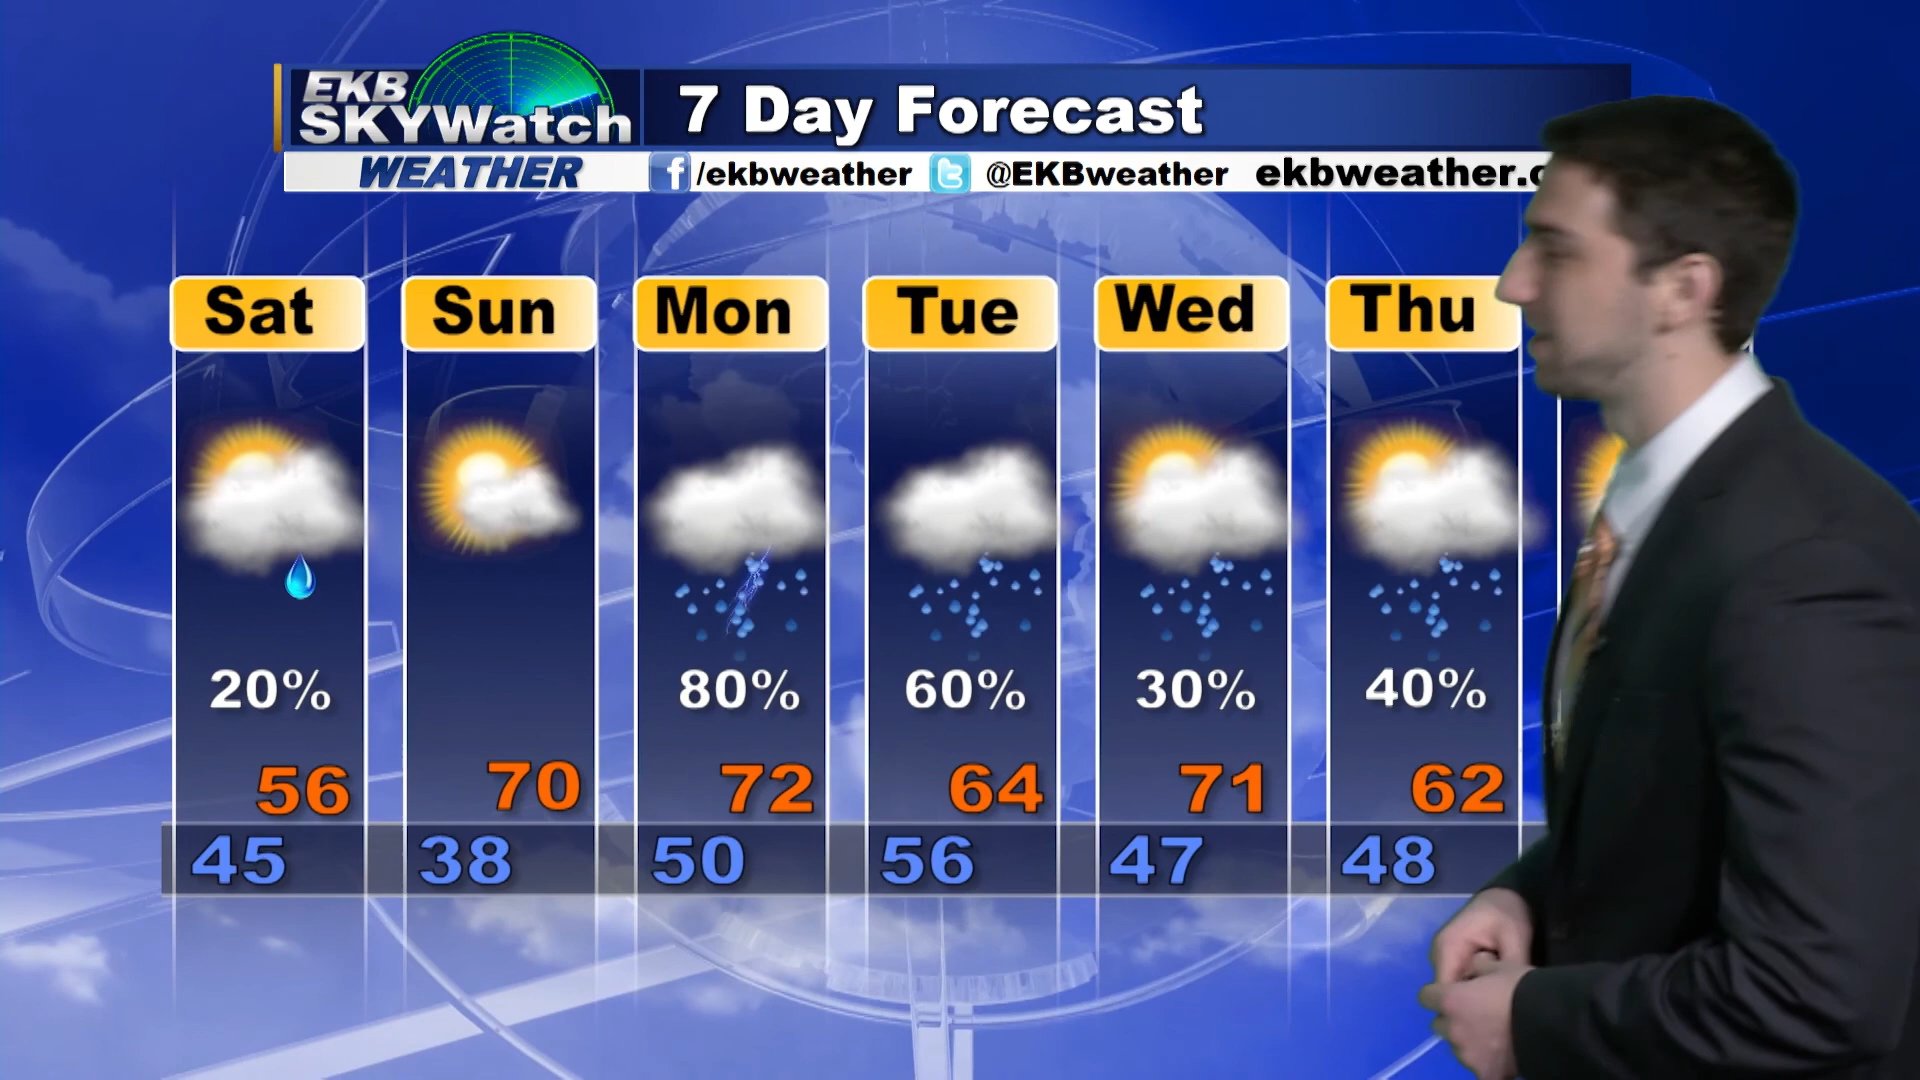 EKB
SKYWatch
WEATHER
7 Day Forecast
f/ekbweather @EKBweather ekbweather.c
Sat Sun Mon Tue Wed Thu
20% 80% 60% 30% 40%
56 70 72 64 71 62
45 38 50 56 47 48